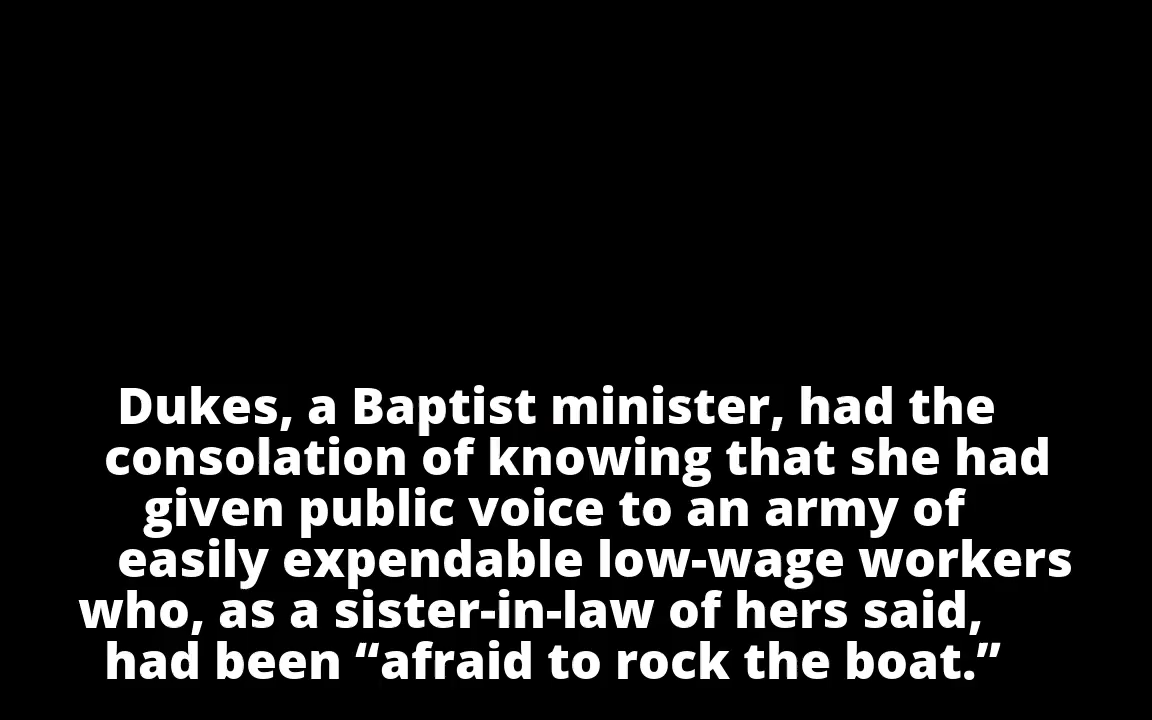 Dukes, a Baptist minister, had the
consolation of knowing that she had
given public voice to an army of
easily expendable low-wage workers
who, as a sister-in-law of hers said,
had been “afraid to rock the boat.”